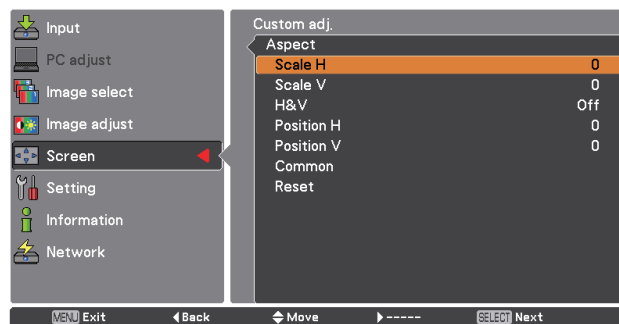 Input
PC adjust
Image select
Image adjust
Screen
Setting
Information
Network
Custom adj.
Aspect
Scale H 0
Scale V 0
H&V Off
Position H 0
Position V 0
Common
Reset
MENU Exit ◀Back Move ▶----- SELECT Next